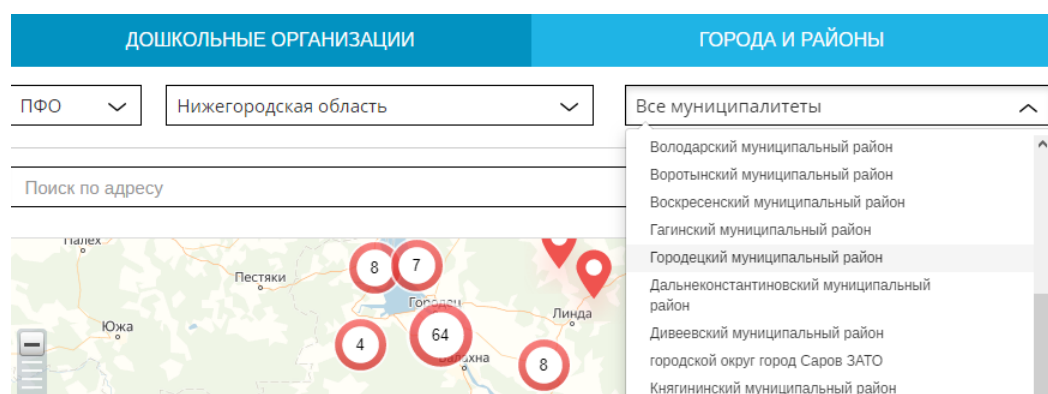 ДОШКОЛЬНЫЕ ОРГАНИЗАЦИИ
ГОРОДА И РАЙОНЫ
ПФО
Нижегородская область
Все муниципалитеты
Поиск по адресу
Володарский муниципальный район
Воротынский муниципальный район
Воскресенский муниципальный район
Гагинский муниципальный район
Городецкий муниципальный район
Дальнеконстантиновский муниципальный
район
Дивеевский муниципальный район
городской округ город Саров ЗАТО
Княгининский муниципальный район
Палех
Пестяки
8
7
Городец
Линда
Южа
4
64
Балахна
8